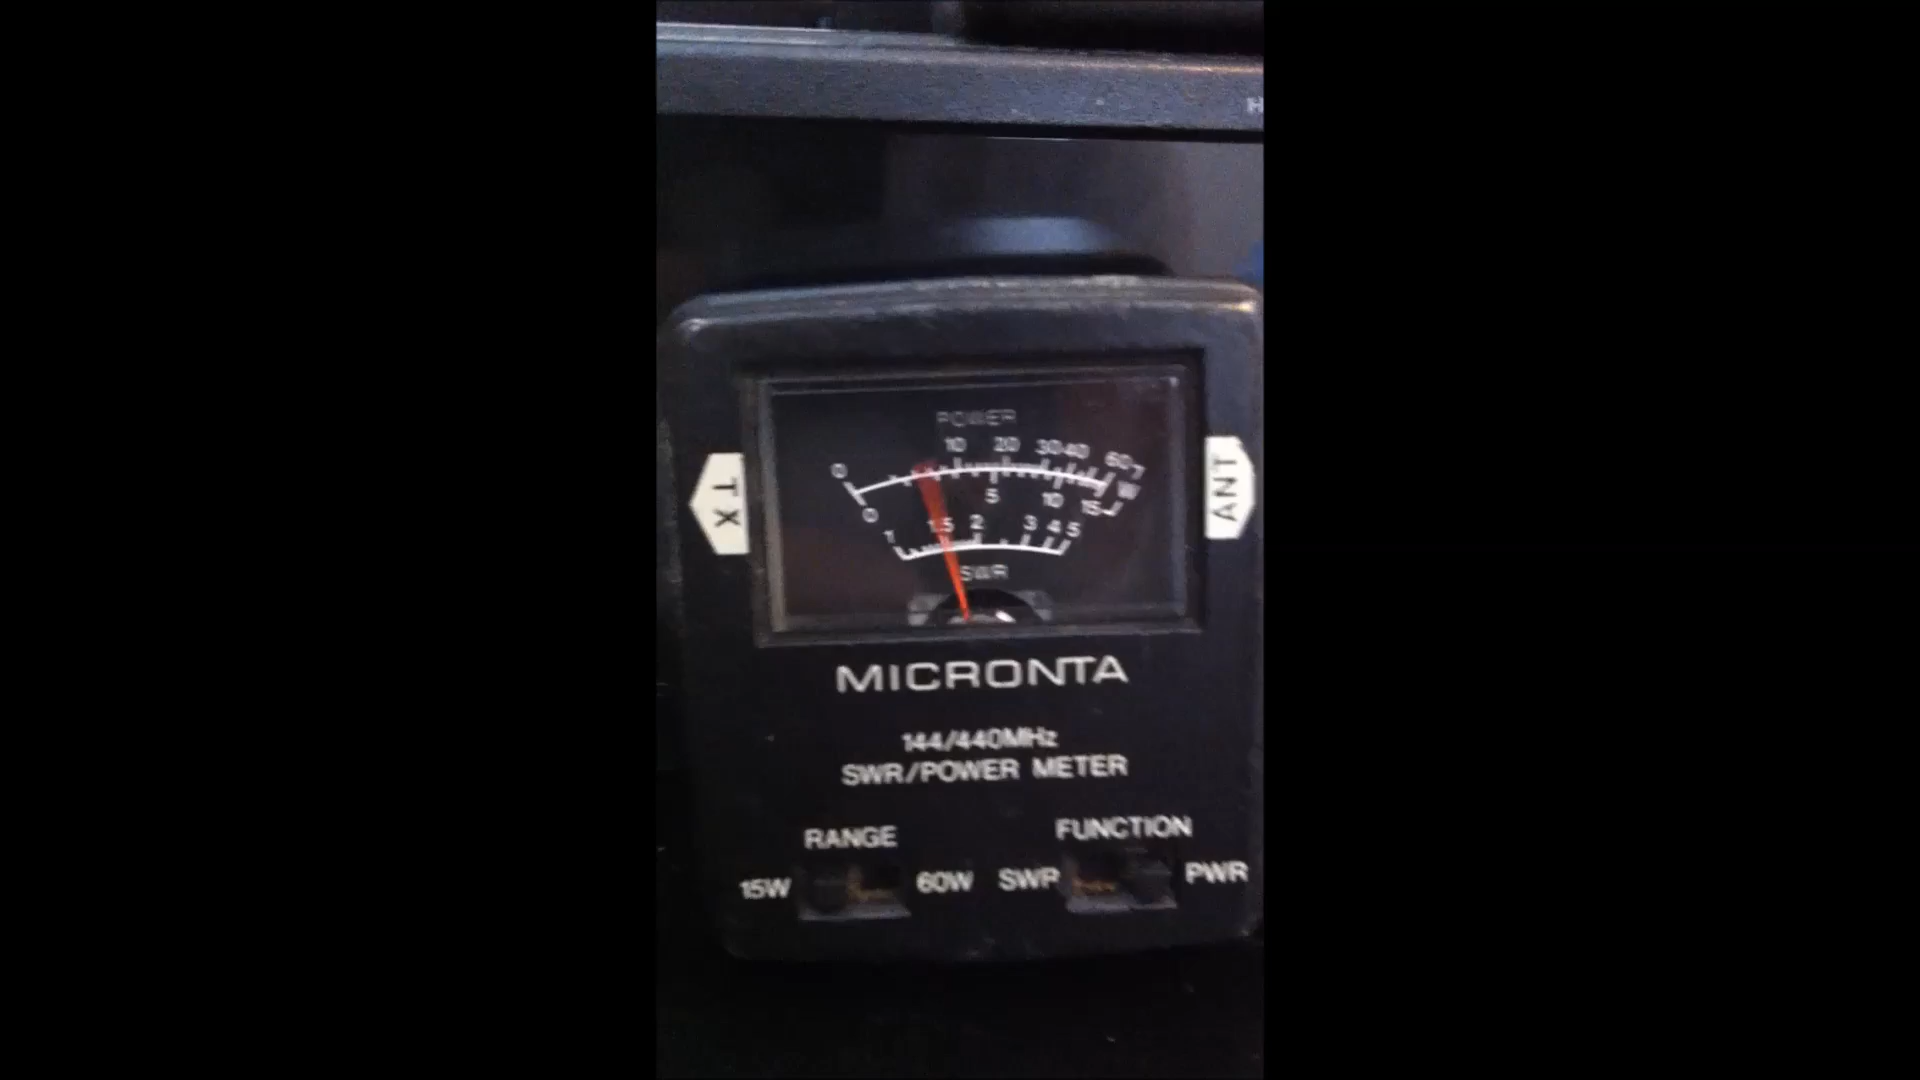 H
POWER
0 10 20 30 40 60
W
0 5 10 15
1 1.5 2 3 4 5
SWR
TX
ANT
MICRONTA
144/440MHz
SWR/POWER METER
RANGE
FUNCTION
15W 60W SWR PWR